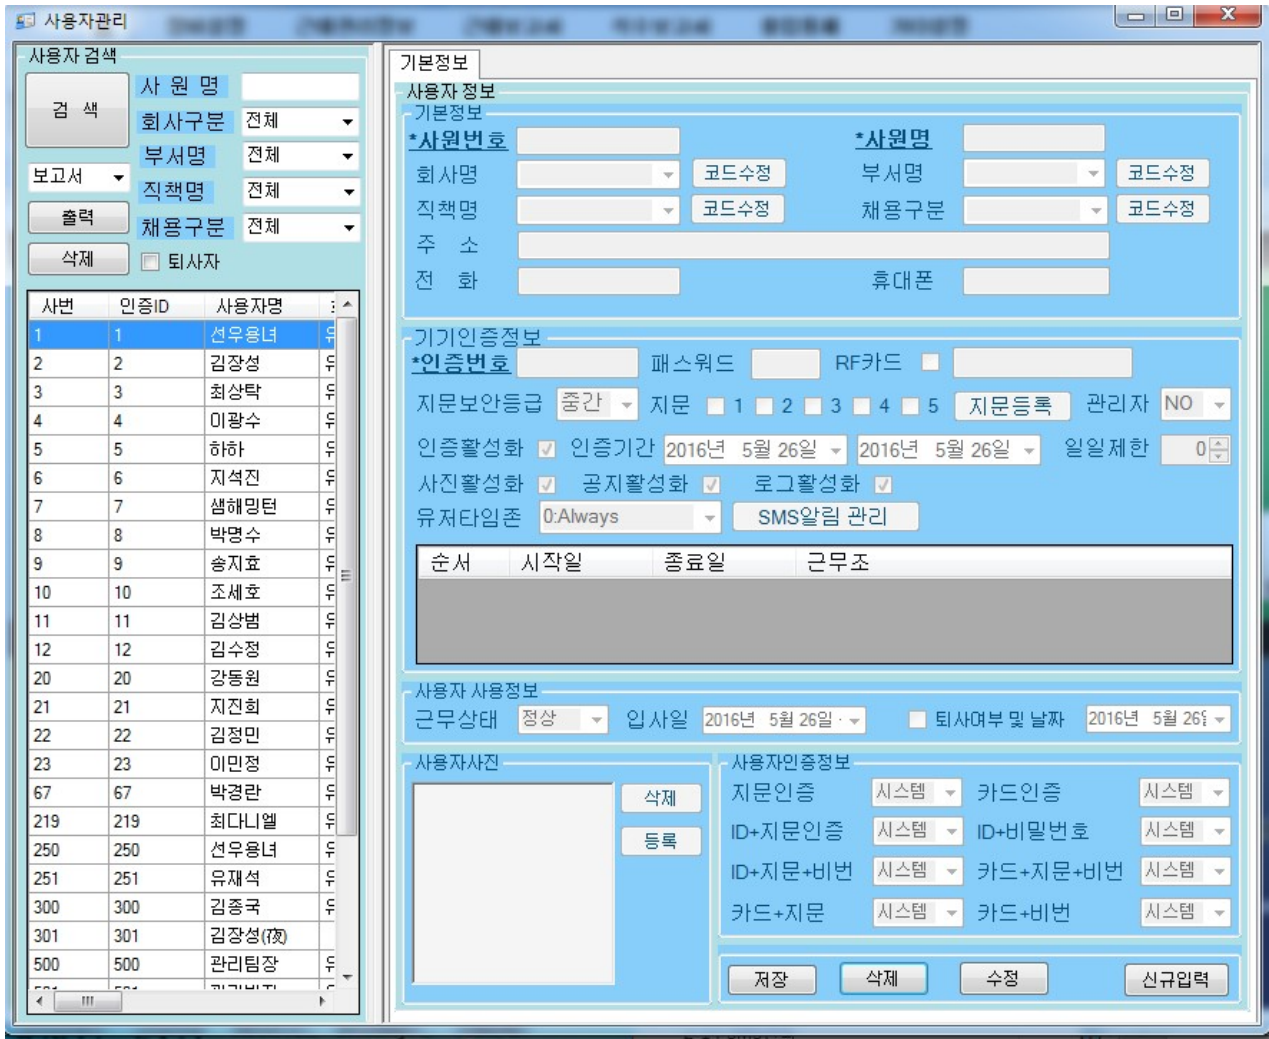 사용자관리
사용자 검색
검 색
사 원 명
회사구분 전체
부서명 전체
보고서
직책명 전체
출력
채용구분 전체
삭제
퇴사자
사번 인증ID 사용자명
1 1 선우용녀
2 2 김장성
3 3 최상탁
4 4 이광수
5 5 하하
6 6 지석진
7 7 샘해밍턴
8 8 박명수
9 9 송지효
10 10 조세호
11 11 김상범
12 12 김수정
20 20 강동원
21 21 지진희
22 22 김정민
23 23 이민정
67 67 박경란
219 219 최다니엘
250 250 선우용녀
251 251 유재석
300 300 김종국
301 301 김장성(夜)
500 500 관리팀장
기본정보
사용자 정보
기본정보
*사원번호 *사원명
회사명 코드수정 부서명 코드수정
직책명 코드수정 채용구분 코드수정
주 소
전 화 휴대폰
기기인증정보
*인증번호 패스워드 RF카드
지문보안등급 중간 지문 1 2 3 4 5 지문등록 관리자 NO
인증활성화 인증기간 2016년 5월 26일 2016년 5월 26일 일일제한 0
사진활성화 공지활성화 로그활성화
유저타임존 0:Always SMS알림 관리
순서 시작일 종료일 근무조
사용자 사용정보
근무상태 정상 입사일 2016년 5월 26일 퇴사여부 및 날짜 2016년 5월 26일
사용자사진
삭제
등록
사용자인증정보
지문인증 시스템 카드인증 시스템
ID+지문인증 시스템 ID+비밀번호 시스템
ID+지문+비번 시스템 카드+지문+비번 시스템
카드+지문 시스템 카드+비번 시스템
저장 삭제 수정 신규입력